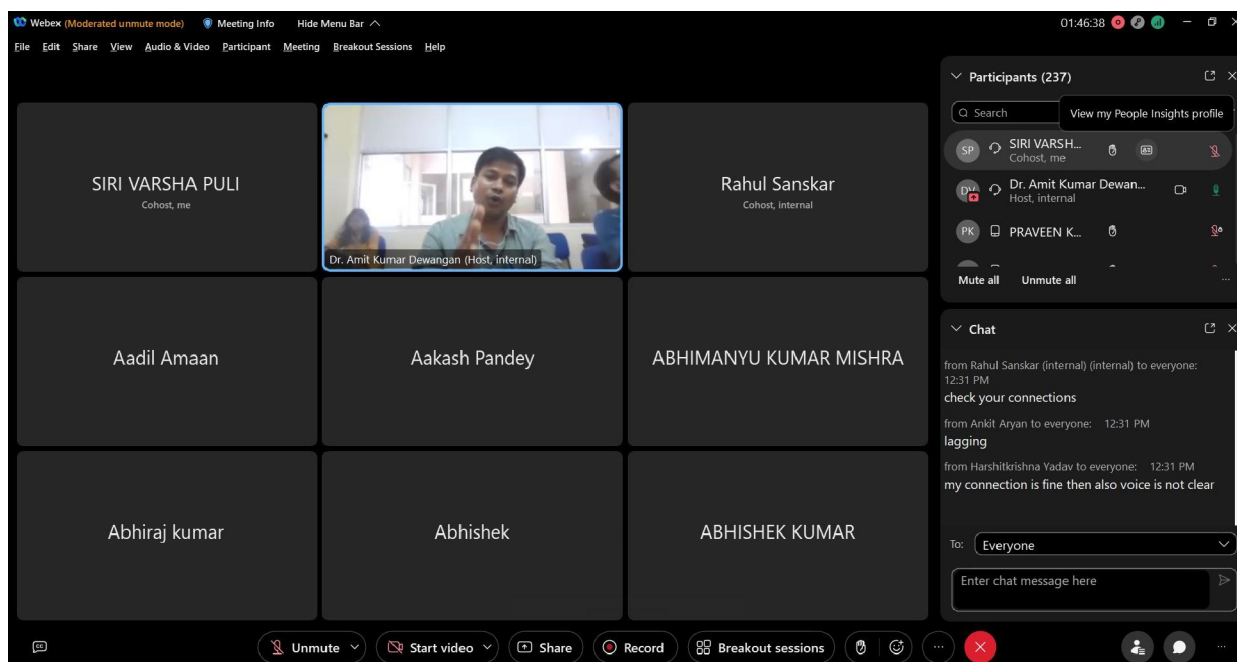 Webex (Moderated unmute mode) Meeting Info Hide Menu Bar
01:46:38
File Edit Share View Audio & Video Participant Meeting Breakout Sessions Help
SIRI VARSHA PULI
Cohost, me
Dr. Amit Kumar Dewangan (Host, internal)
Rahul Sanskar
Cohost, internal
Aadil Amaan
Aakash Pandey
ABHIMANYU KUMAR MISHRA
Abhiraj kumar
Abhishek
ABHISHEK KUMAR
Participants (237)
Search
View my People Insights profile
SP SIRI VARSH...
Cohost, me
DV Dr. Amit Kumar Dewan...
Host, internal
PK PRAVEEN K...
Mute all Unmute all
Chat
from Rahul Sanskar (internal) (internal) to everyone:
12:31 PM
check your connections
from Ankit Aryan to everyone: 12:31 PM
lagging
from Harshitkrishna Yadav to everyone: 12:31 PM
my connection is fine then also voice is not clear
To: Everyone
Enter chat message here
CC Unmute Start video Share Record Breakout sessions